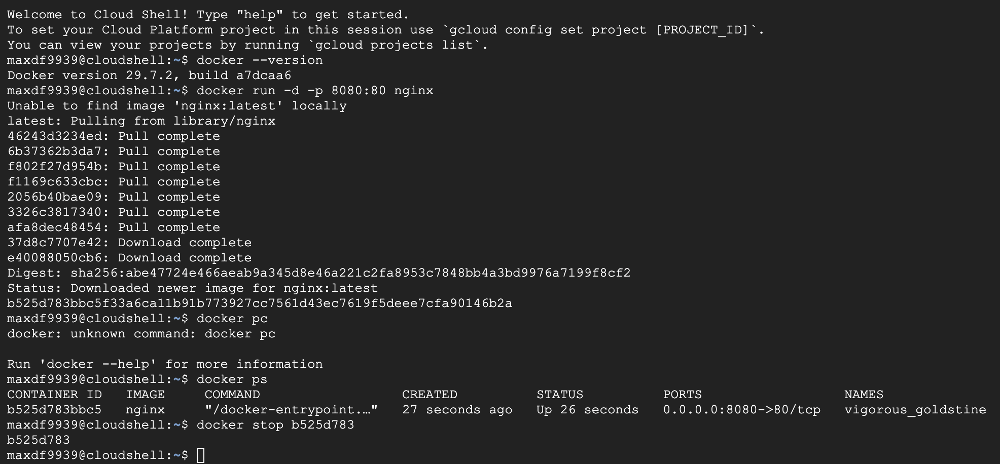 Welcome to Cloud Shell! Type "help" to get started.
To set your Cloud Platform project in this session use `gcloud config set project [PROJECT_ID]`.
You can view your projects by running `gcloud projects list`.
maxdf9939@cloudshell:~$ docker --version
Docker version 29.7.2, build a7dcaa6
maxdf9939@cloudshell:~$ docker run -d -p 8080:80 nginx
Unable to find image 'nginx:latest' locally
latest: Pulling from library/nginx
46243d3234ed: Pull complete
6b37362b3da7: Pull complete
f802f27d954b: Pull complete
f1169c633cbc: Pull complete
2056b40bae09: Pull complete
3326c3817340: Pull complete
afa8dec48454: Pull complete
37d8c7707e42: Download complete
e40088050cb6: Download complete
Digest: sha256:abe47724e466aeab9a345d8e46a221c2fa8953c7848bb4a3bd9976a7199f8cf2
Status: Downloaded newer image for nginx:latest
b525d783bbc5f33a6ca11b91b773927cc7561d43ec7619f5deee7cfa90146b2a
maxdf9939@cloudshell:~$ docker pc
docker: unknown command: docker pc

Run 'docker --help' for more information
maxdf9939@cloudshell:~$ docker ps
CONTAINER ID   IMAGE     COMMAND                  CREATED          STATUS          PORTS                  NAMES
b525d783bbc5   nginx     "/docker-entrypoint.…"   27 seconds ago   Up 26 seconds   0.0.0.0:8080->80/tcp   vigorous_goldstine
maxdf9939@cloudshell:~$ docker stop b525d783
b525d783
maxdf9939@cloudshell:~$